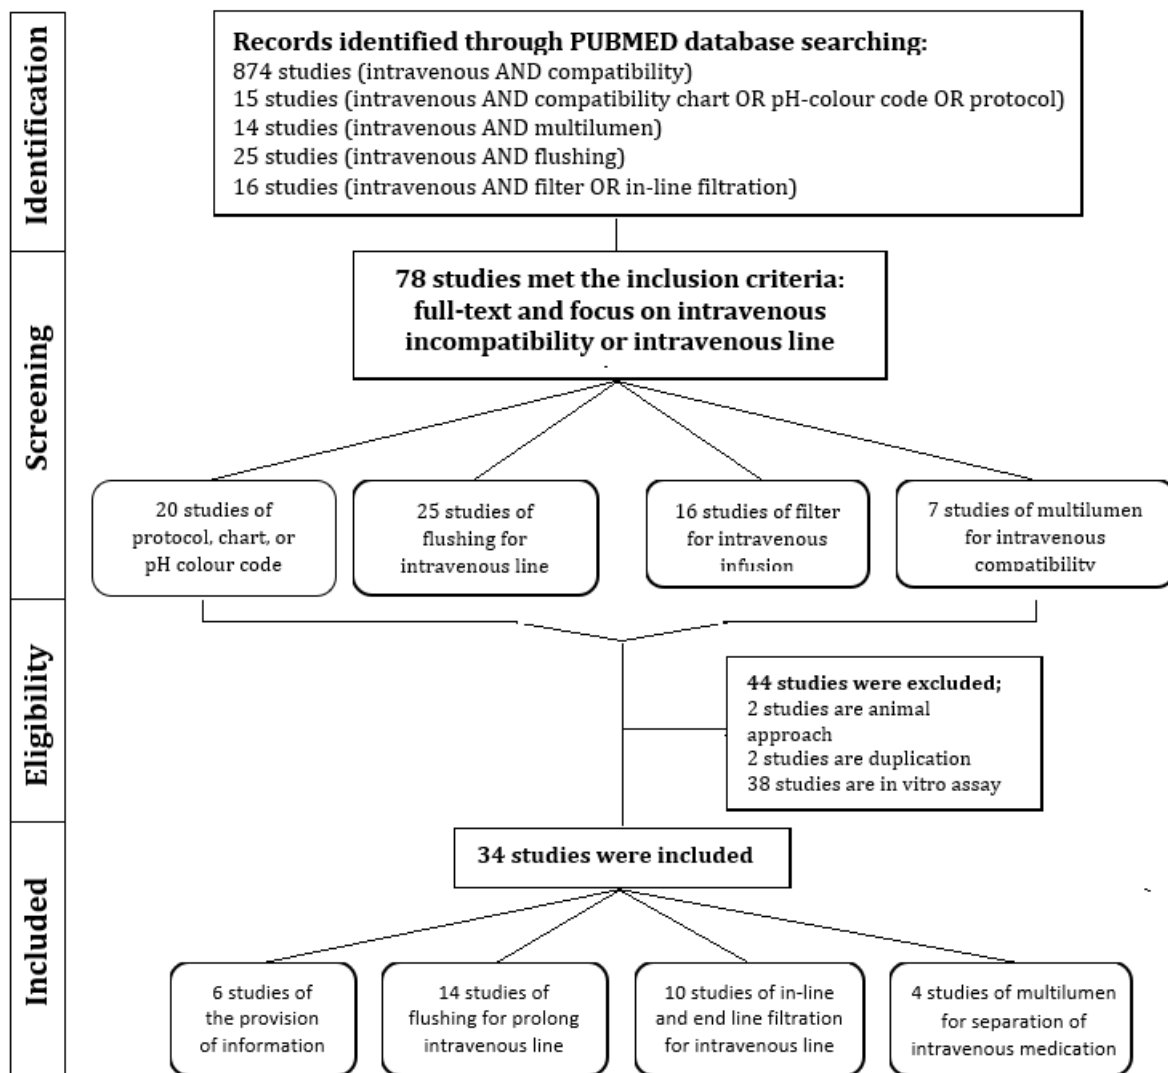 Identification
Records identified through PUBMED database searching:
874 studies (intravenous AND compatibility)
15 studies (intravenous AND compatibility chart OR pH-colour code OR protocol)
14 studies (intravenous AND multilumen)
25 studies (intravenous AND flushing)
16 studies (intravenous AND filter OR in-line filtration)
Screening
78 studies met the inclusion criteria:
full-text and focus on intravenous
incompatibility or intravenous line
20 studies of
protocol, chart, or
pH colour code
25 studies of
flushing for
intravenous line
16 studies of filter
for intravenous
infusion
7 studies of multilumen
for intravenous
compatibility
Eligibility
44 studies were excluded;
2 studies are animal
approach
2 studies are duplication
38 studies are in vitro assay
Included
34 studies were included
6 studies of
the provision
of information
14 studies of
flushing for prolong
intravenous line
10 studies of in-line
and end line filtration
for intravenous line
4 studies of multilumen
for separation of
intravenous medication